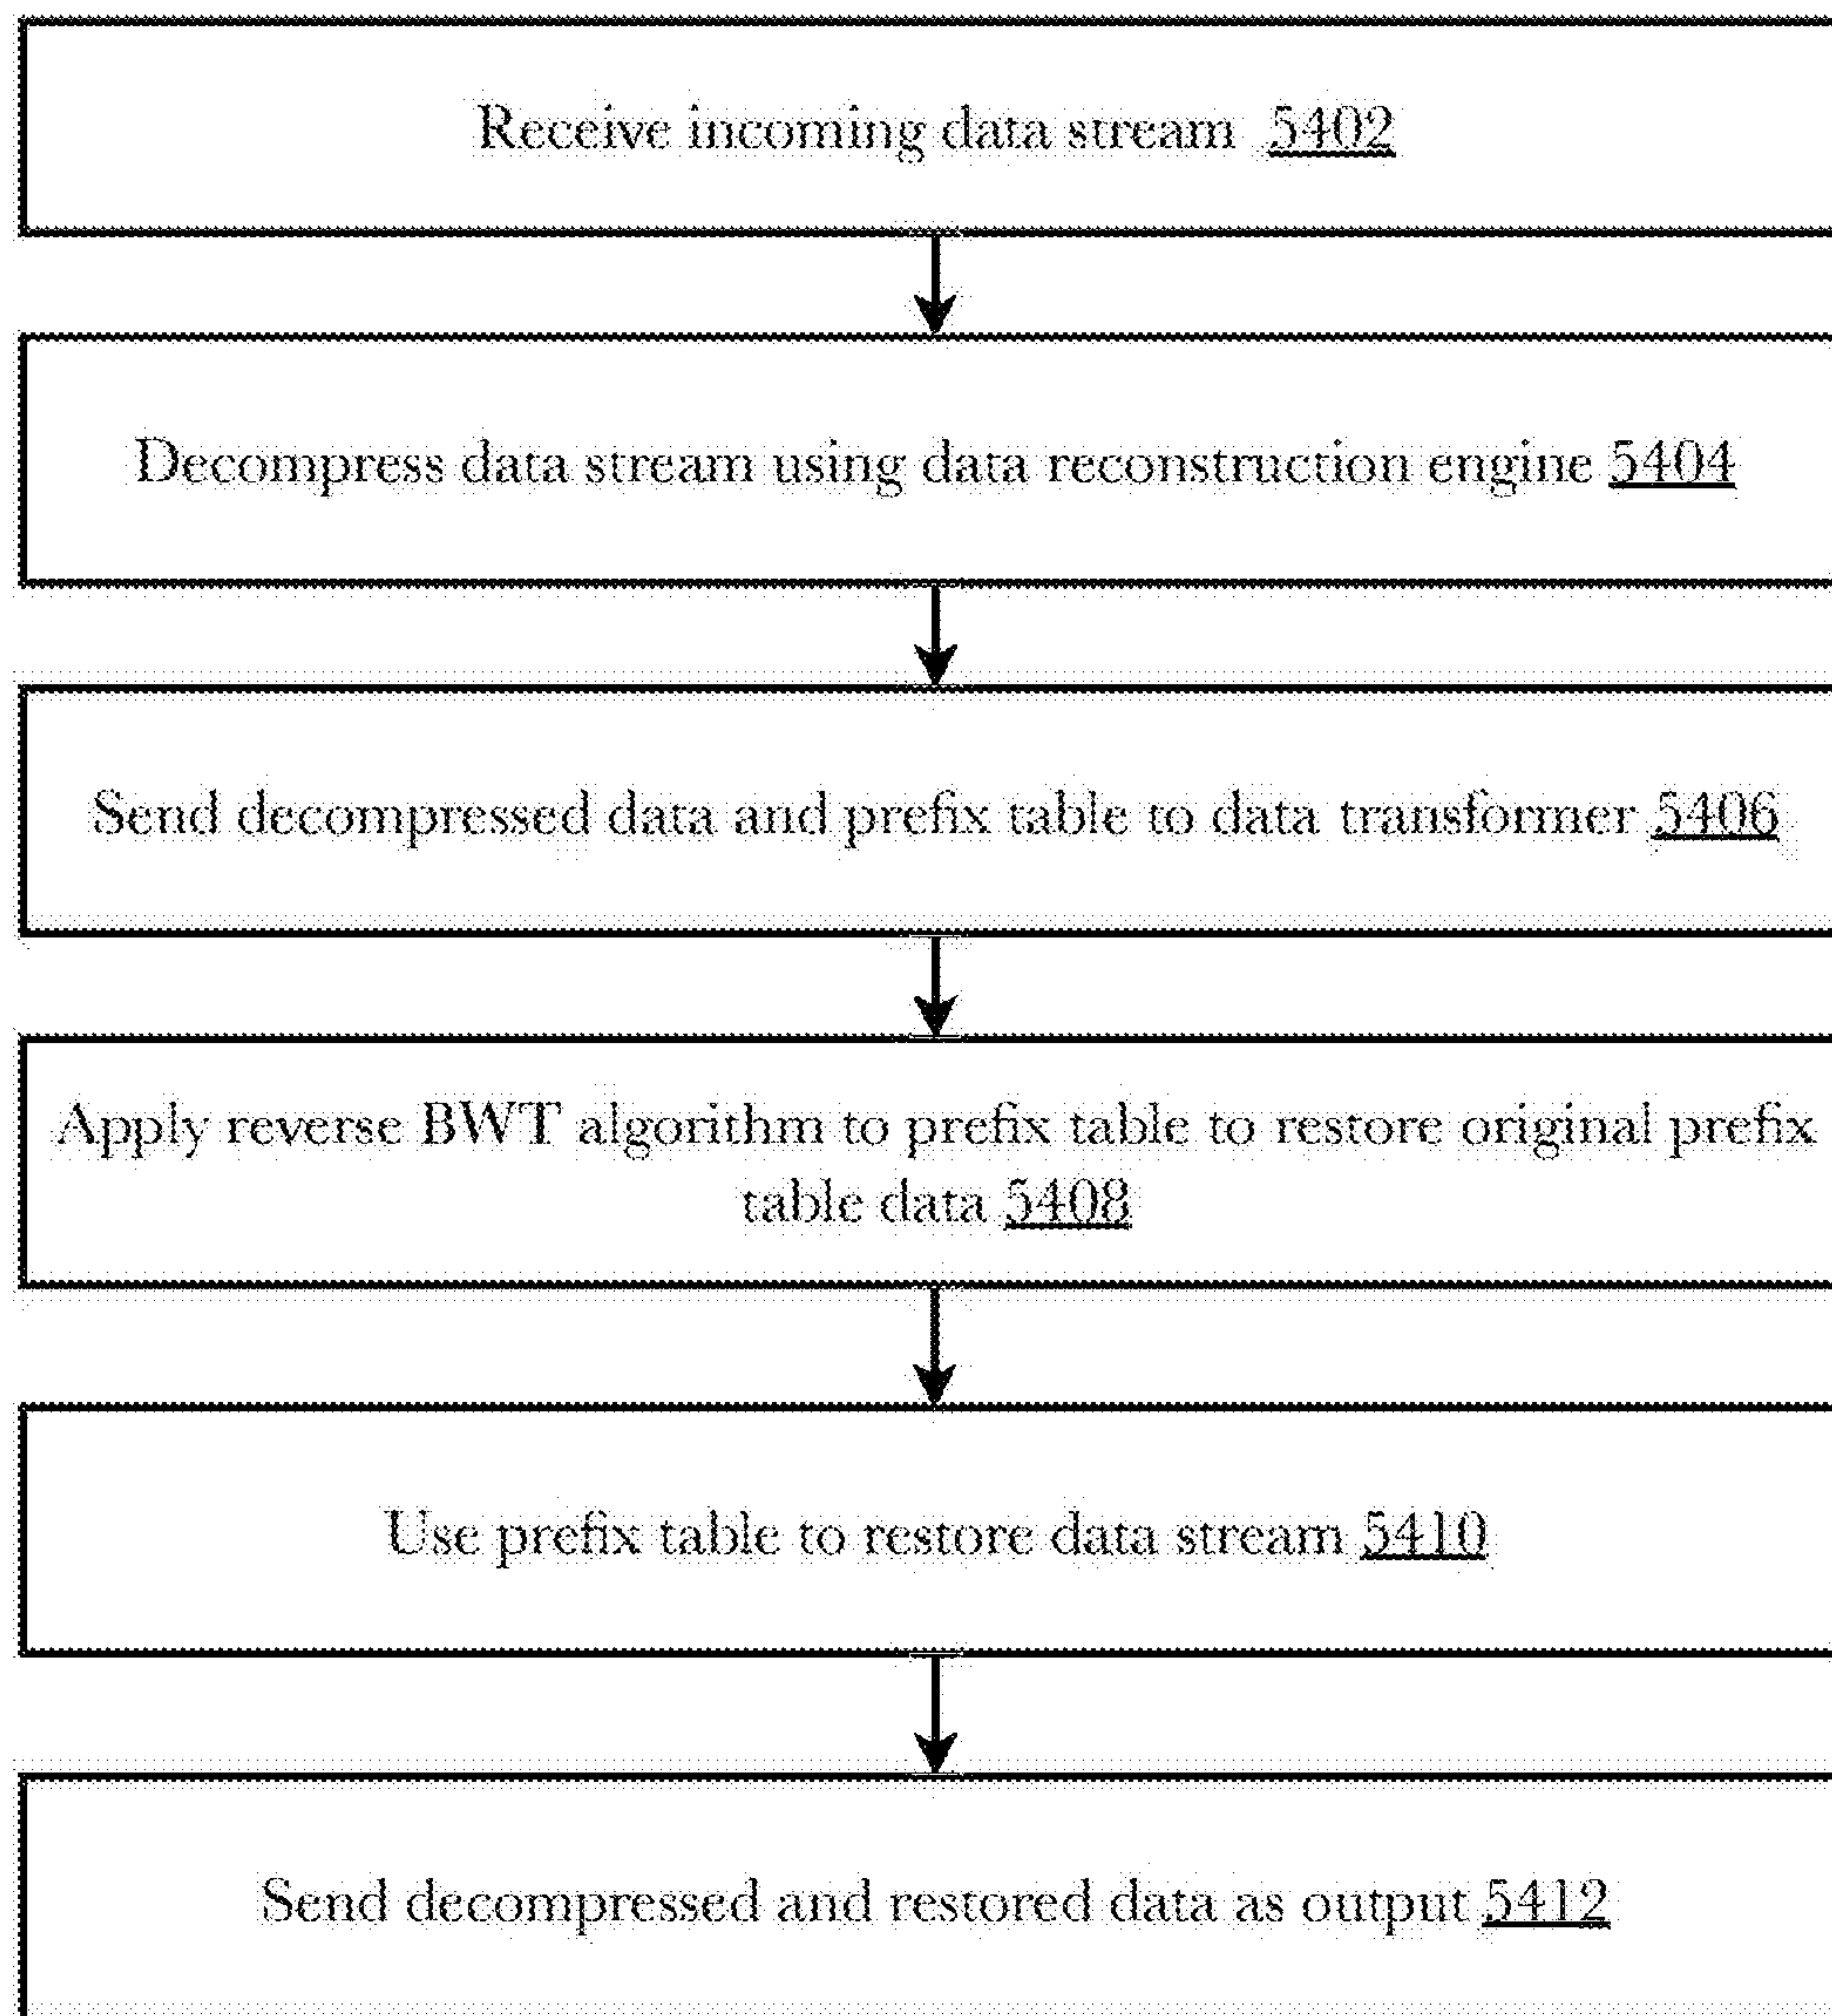 Receive incoming data stream 5402
Decompress data stream using data reconstruction engine 5404
Send decompressed data and prefix table to data transformer 5406
Apply reverse BWT algorithm to prefix table to restore original prefix
table data 5408
Use prefix table to restore data stream 5410
Send decompressed and restored data as output 5412